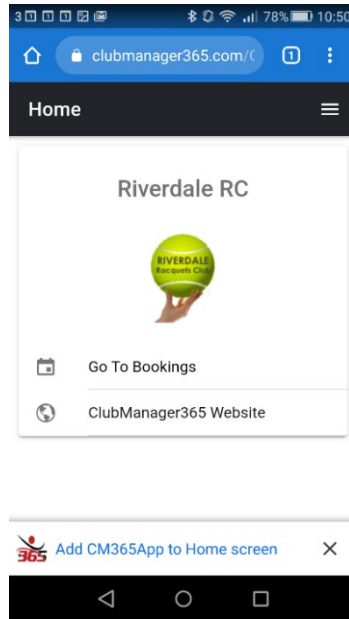 3 78% 10:50
clubmanager365.com/ 1
Home
Riverdale RC
RIVERDALE
Racquets Club
Go To Bookings
ClubManager365 Website
365 Add CM365App to Home screen